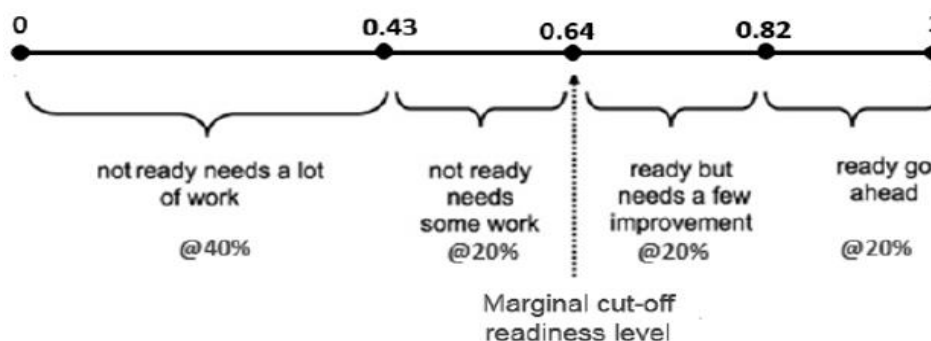 0
0.43
0.64
0.82
not ready needs a lot
of work
@40%
not ready
needs
some work
@20%
ready but
needs a few
improvement
@20%
ready go
ahead
@20%
Marginal cut-off
readiness level